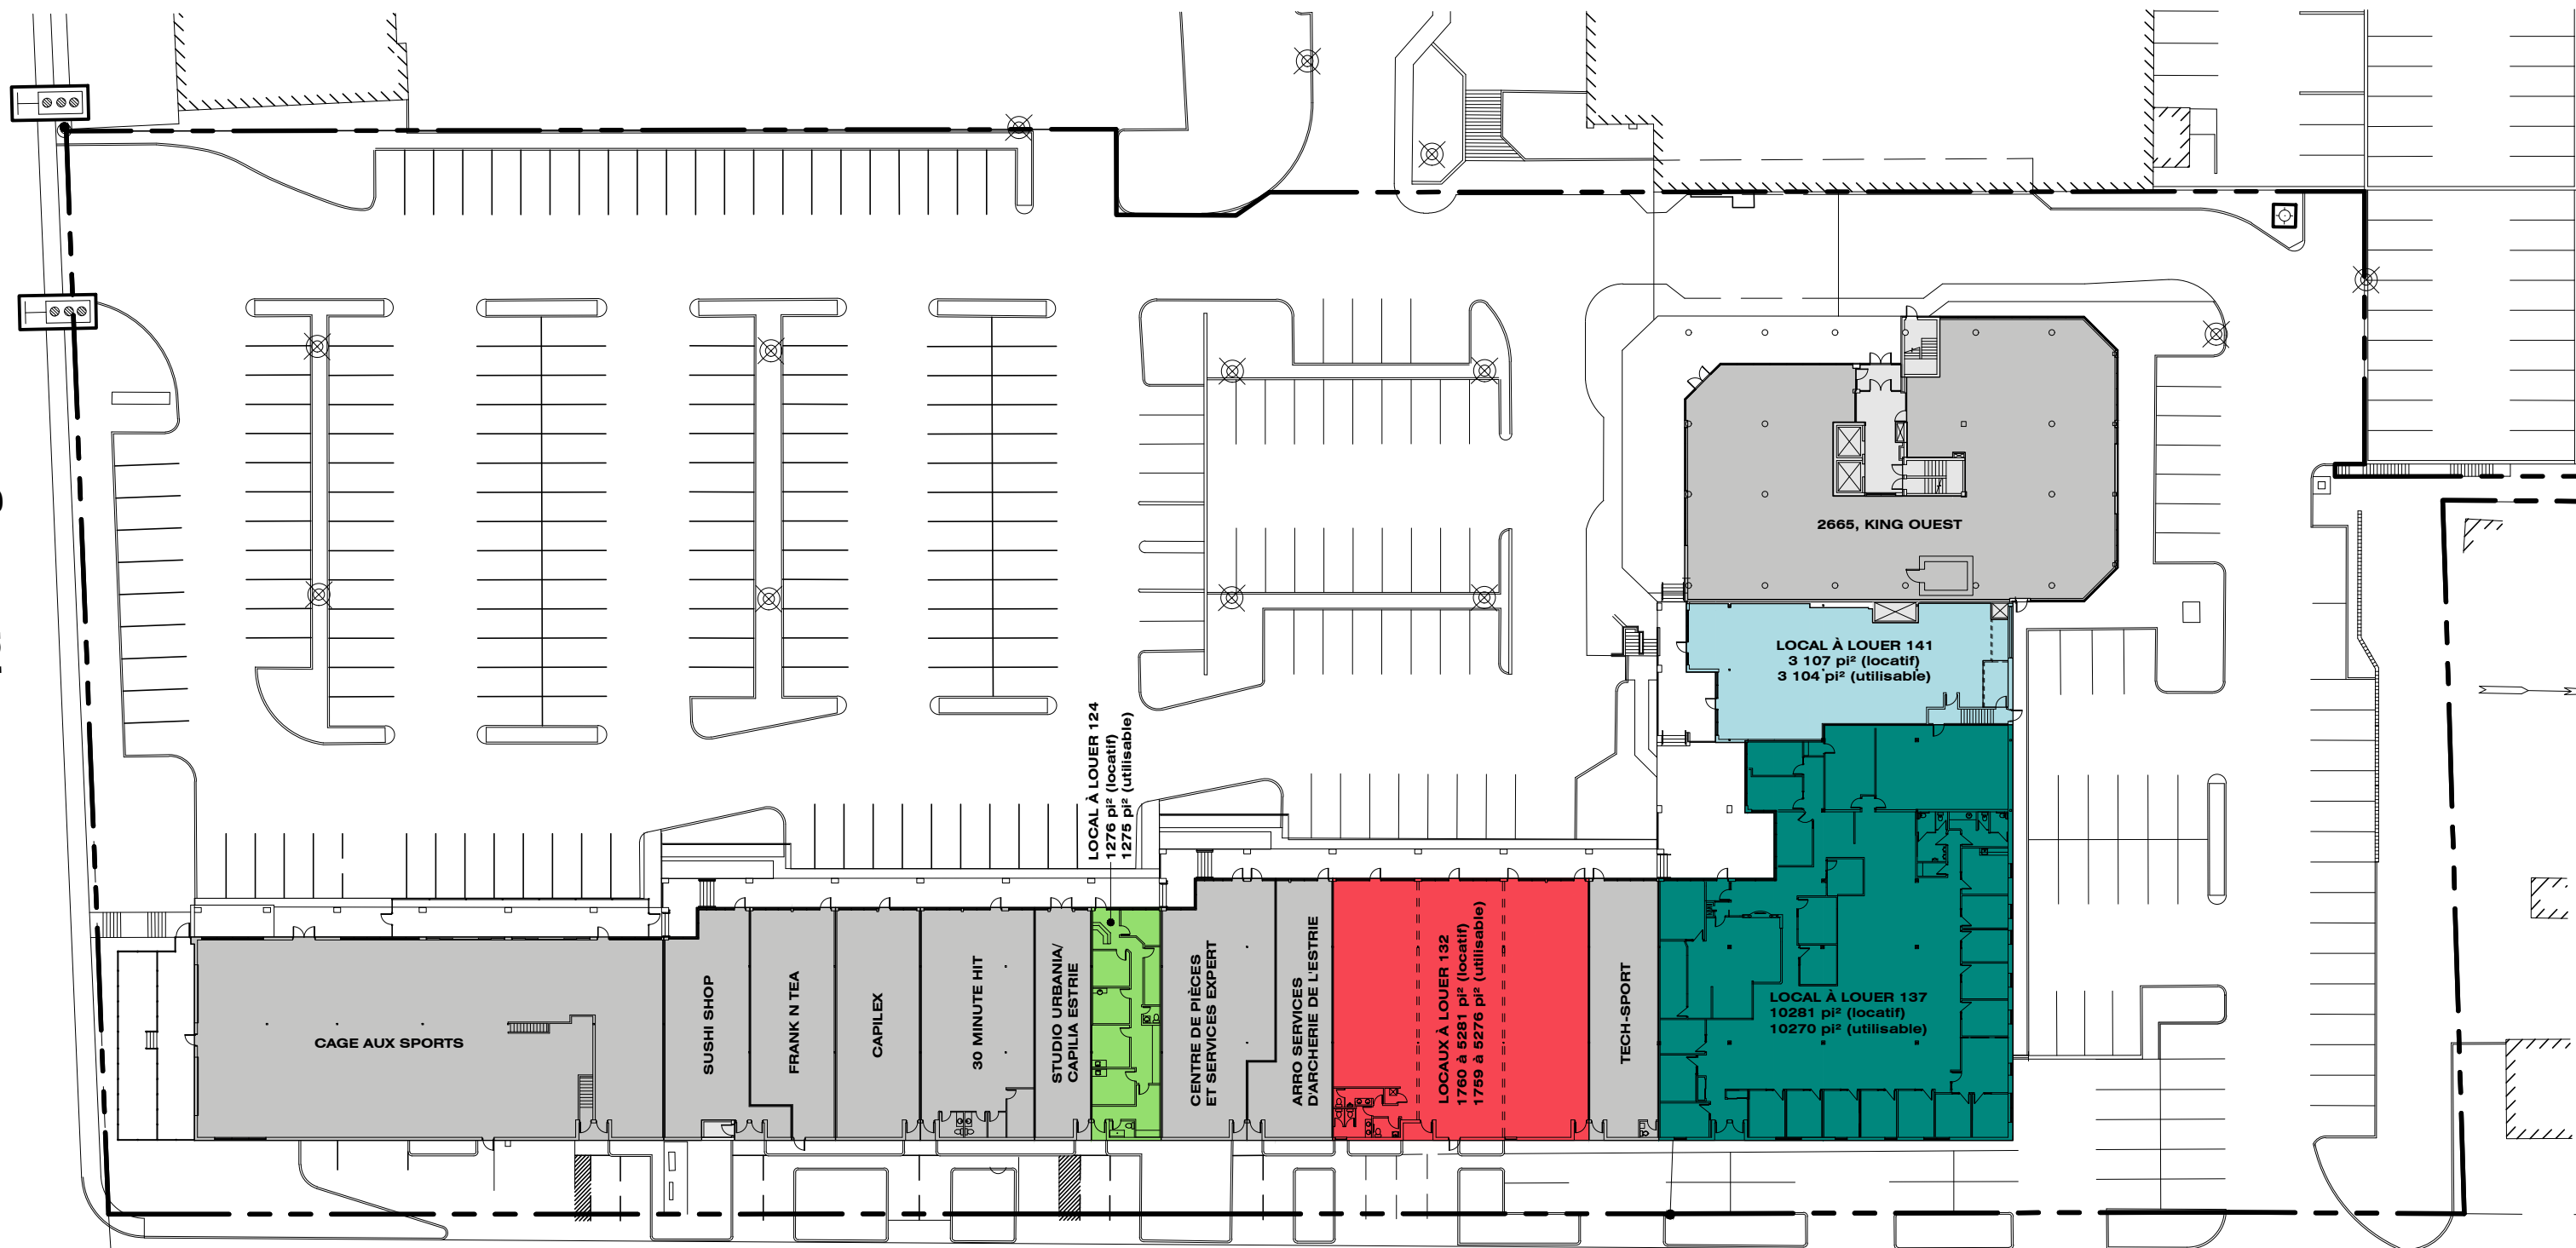 2665, KING OUEST
LOCAL À LOUER 141
3 107 pi² (locatif)
3 104 pi² (utilisable)
LOCAL À LOUER 124
1276 pi² (locatif)
1275 pi² (utilisable)
CAGE AUX SPORTS
SUSHI SHOP
FRANK N TEA
CAPILEX
30 MINUTE HIT
STUDIO URBANIA/
CAPILIA ESTRIE
CENTRE DE PIÈCES
ET SERVICES EXPERT
ARRO SERVICES
D'ARCHERIE DE L'ESTRIE
LOCAUX À LOUER 132
1760 à 5281 pi² (locatif)
1759 à 5276 pi² (utilisable)
TECH-SPORT
LOCAL À LOUER 137
10281 pi² (locatif)
10270 pi² (utilisable)